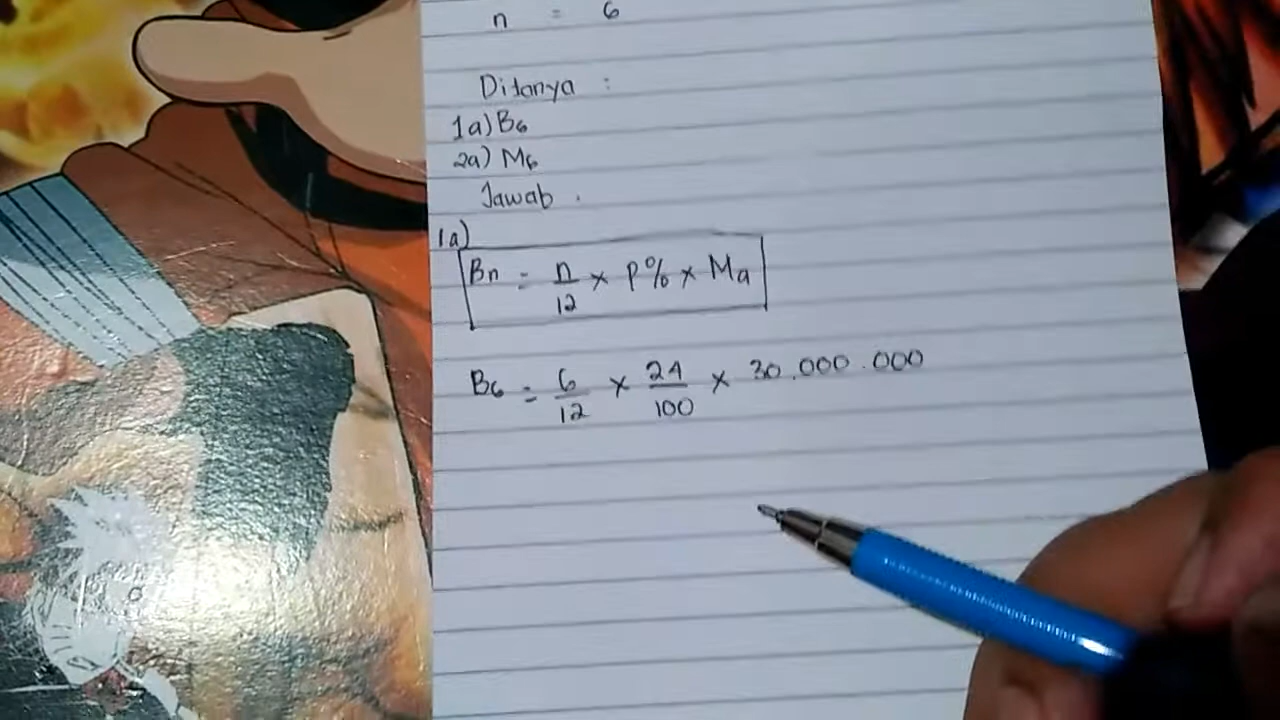 n = 6
Ditanya :
1a) B6
2a) M6
Jawab .
1a)
Bn = n/12 × P% × Ma
B6 = 6/12 × 24/100 × 30.000.000